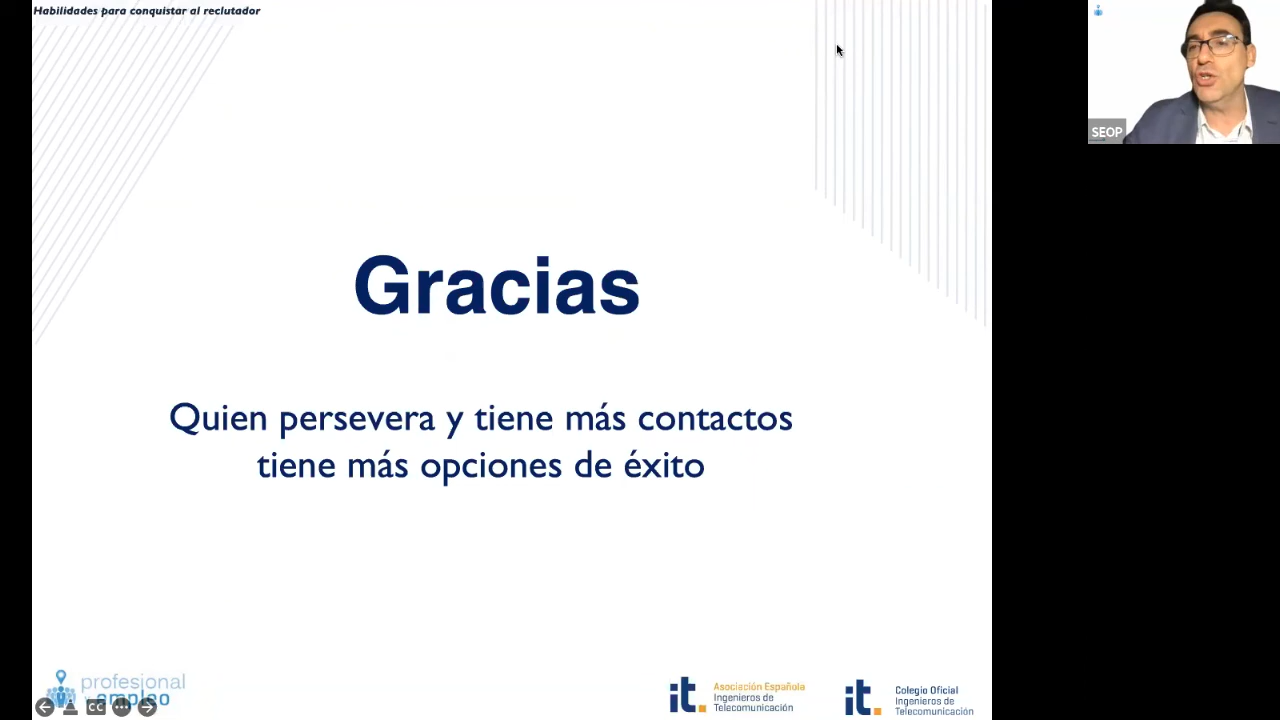 Habilidades para conquistar al reclutador
SEOP
Gracias
Quien persevera y tiene más contactos
tiene más opciones de éxito
profesional
y empleo
it.
Asociación Española
Ingenieros de
Telecomunicación
it.
Colegio Oficial
Ingenieros de
Telecomunicación
CC